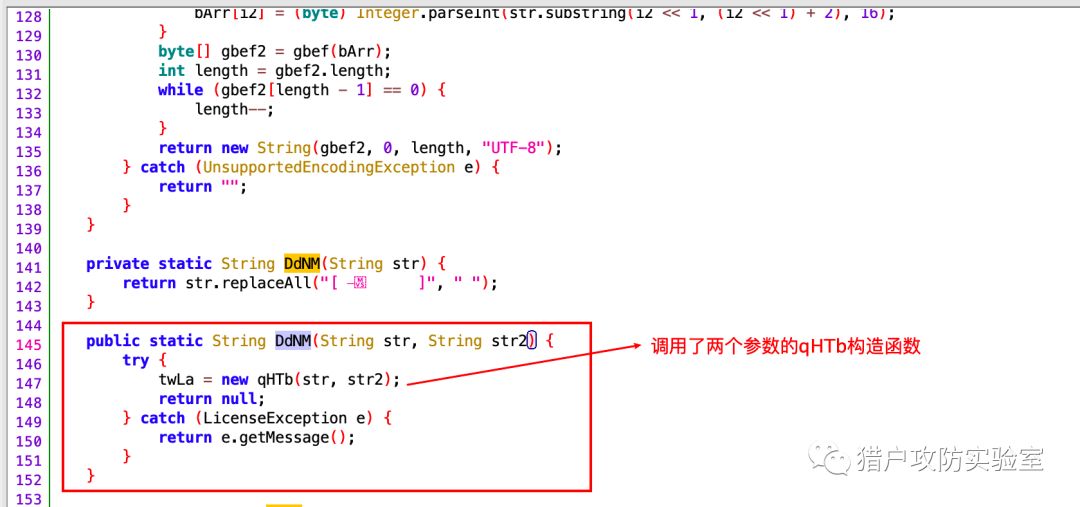 128 bArr[i2] = (byte) Integer.parseInt(str.substring(i2 << 1, (i2 << 1) + 2), 16);
129 }
130 byte[] gbef2 = gbef(bArr);
131 int length = gbef2.length;
132 while (gbef2[length - 1] == 0) {
133 length--;
134 }
135 return new String(gbef2, 0, length, "UTF-8");
136 } catch (UnsupportedEncodingException e) {
137 return "";
138 }
139 }
140
141 private static String DdNM(String str) {
142 return str.replaceAll("[ - ]", " ");
143 }
144
145 public static String DdNM(String str, String str2) {
146 try {
147 twLa = new qHTb(str, str2);
148 return null;
149 } catch (LicenseException e) {
150 return e.getMessage();
151 }
152 }
153
调用了两个参数的qHTb构造函数
猎户攻防实验室